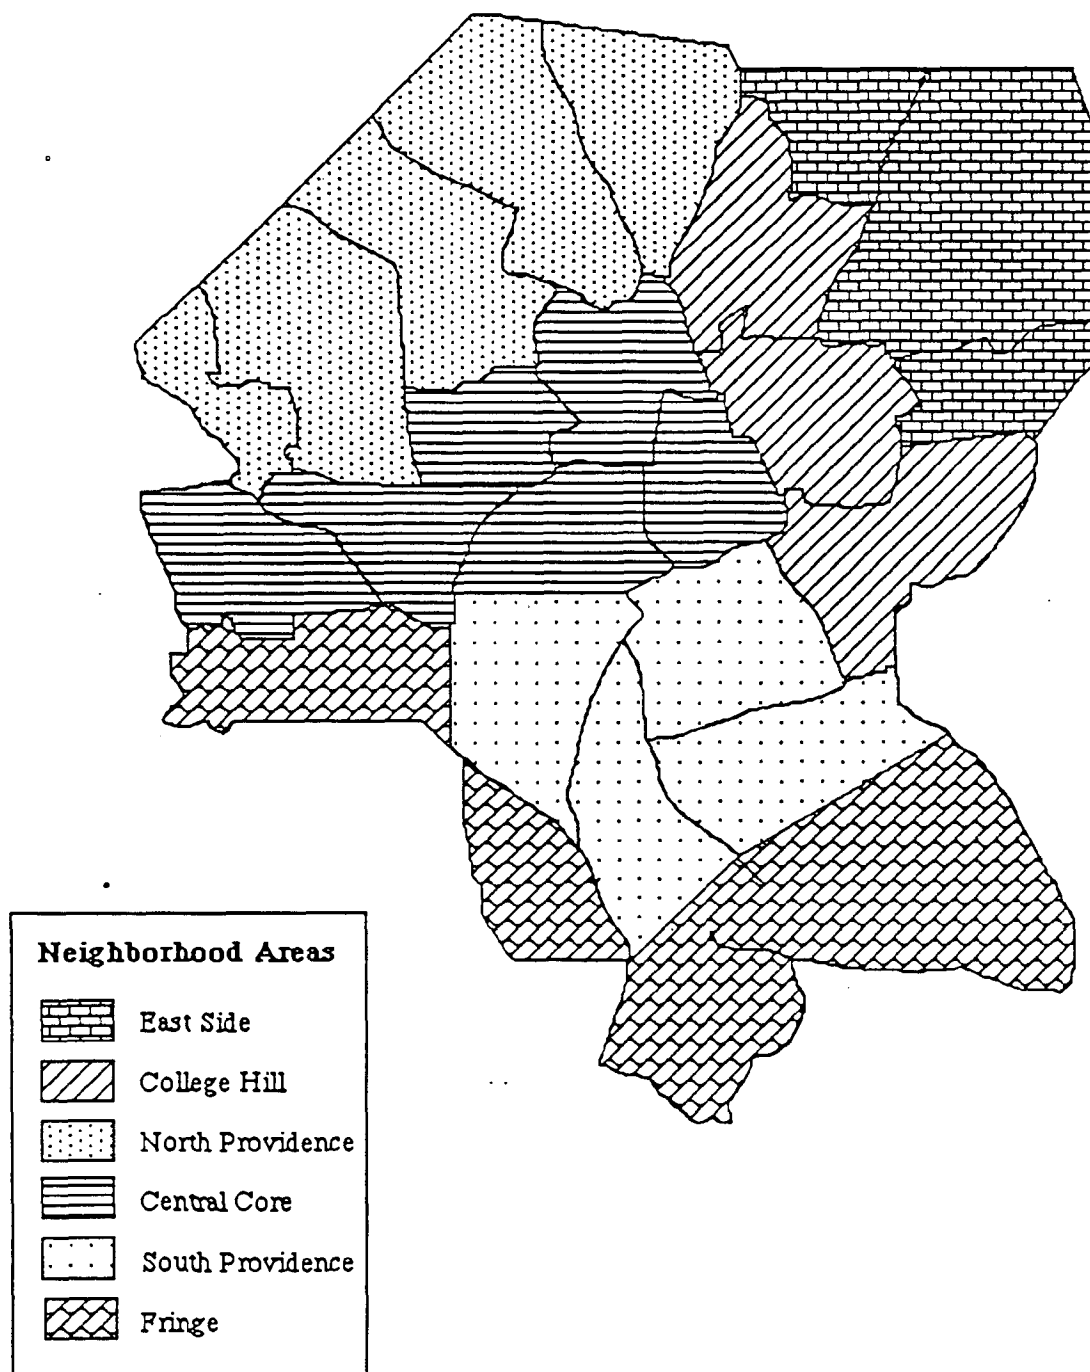 Neighborhood Areas
East Side
College Hill
North Providence
Central Core
South Providence
Fringe